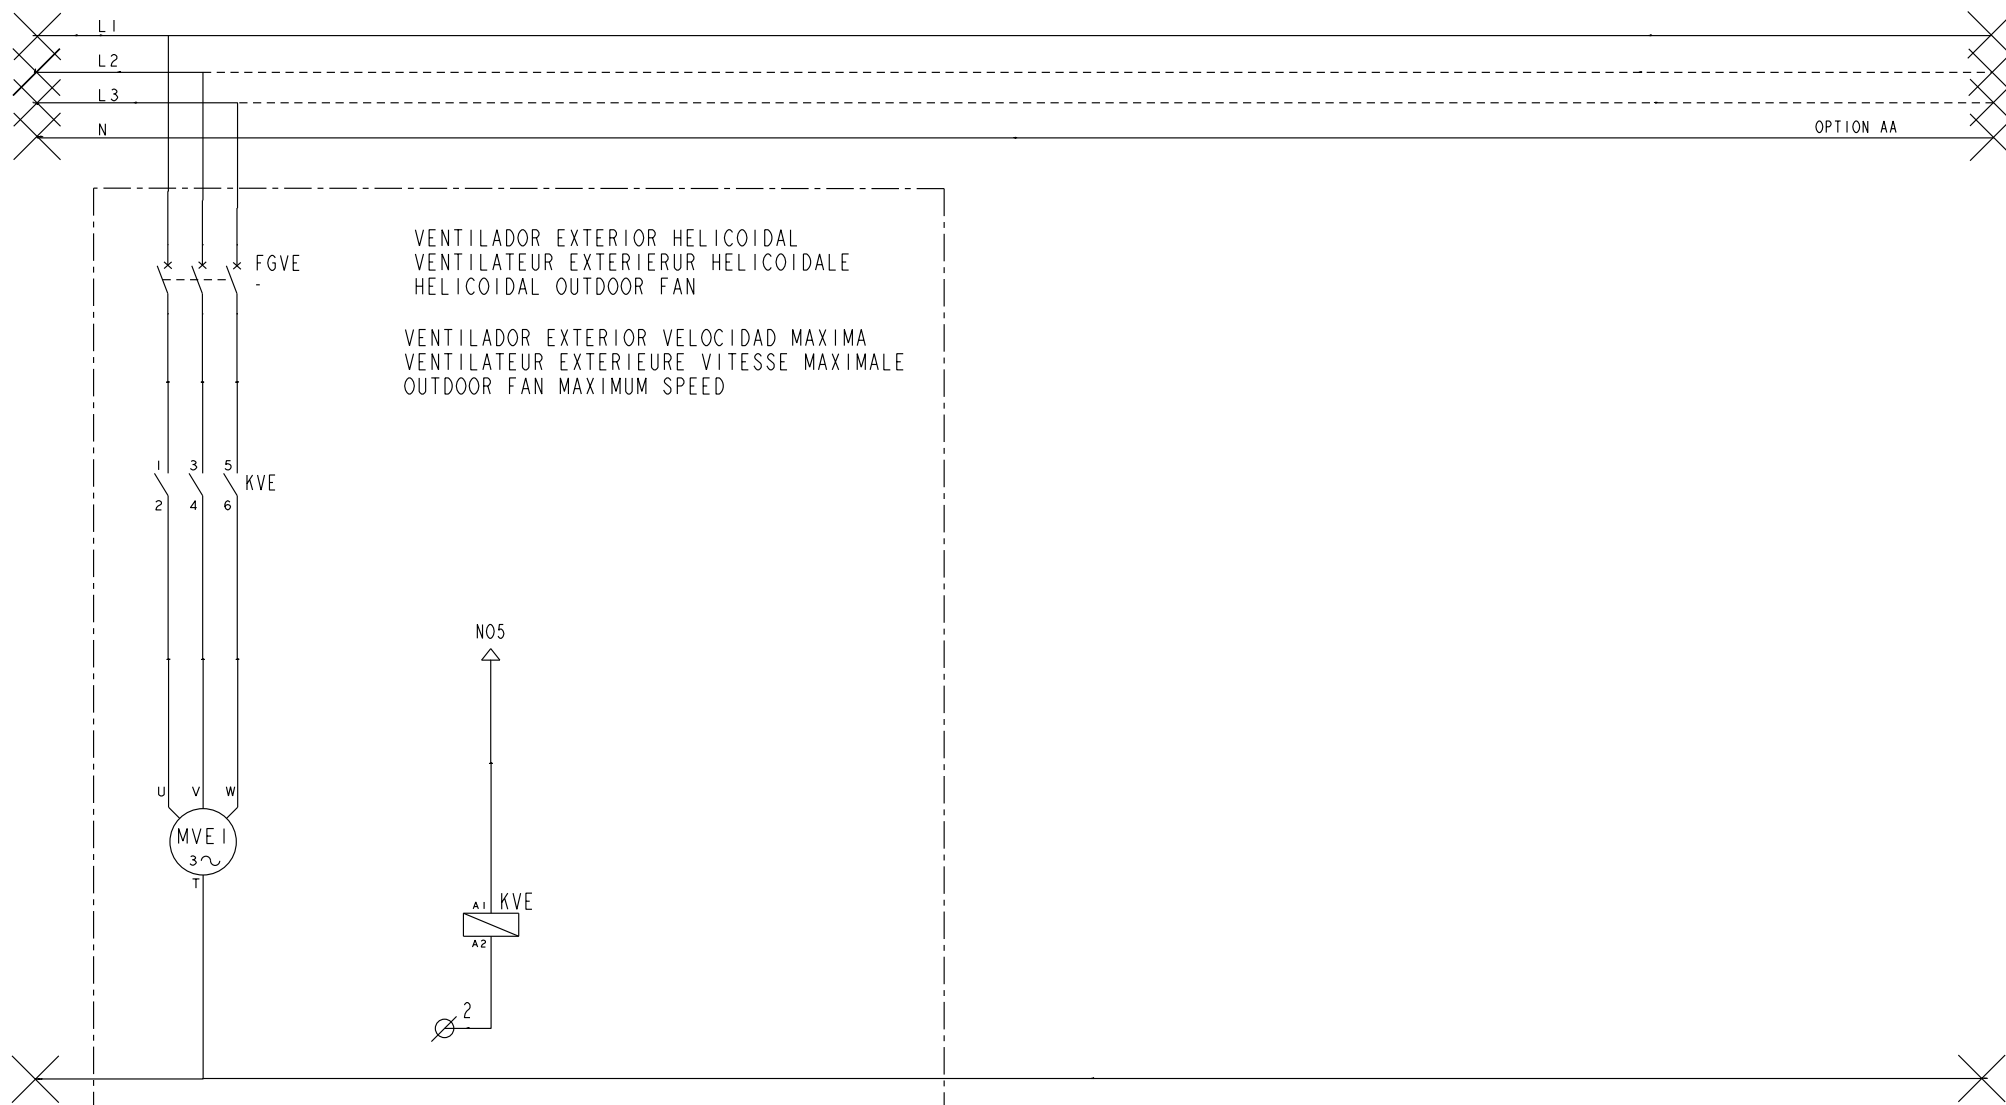 L1
L2
L3
N
OPTION AA
VENTILADOR EXTERIOR HELICOIDAL
VENTILATEUR EXTERIERUR HELICOIDALE
HELICOIDAL OUTDOOR FAN
FGVE
-
VENTILADOR EXTERIOR VELOCIDAD MAXIMA
VENTILATEUR EXTERIEURE VITESSE MAXIMALE
OUTDOOR FAN MAXIMUM SPEED
1 3 5
KVE
2 4 6
NO5
U V W
MVE1
3~
T
A1 KVE
A2
2